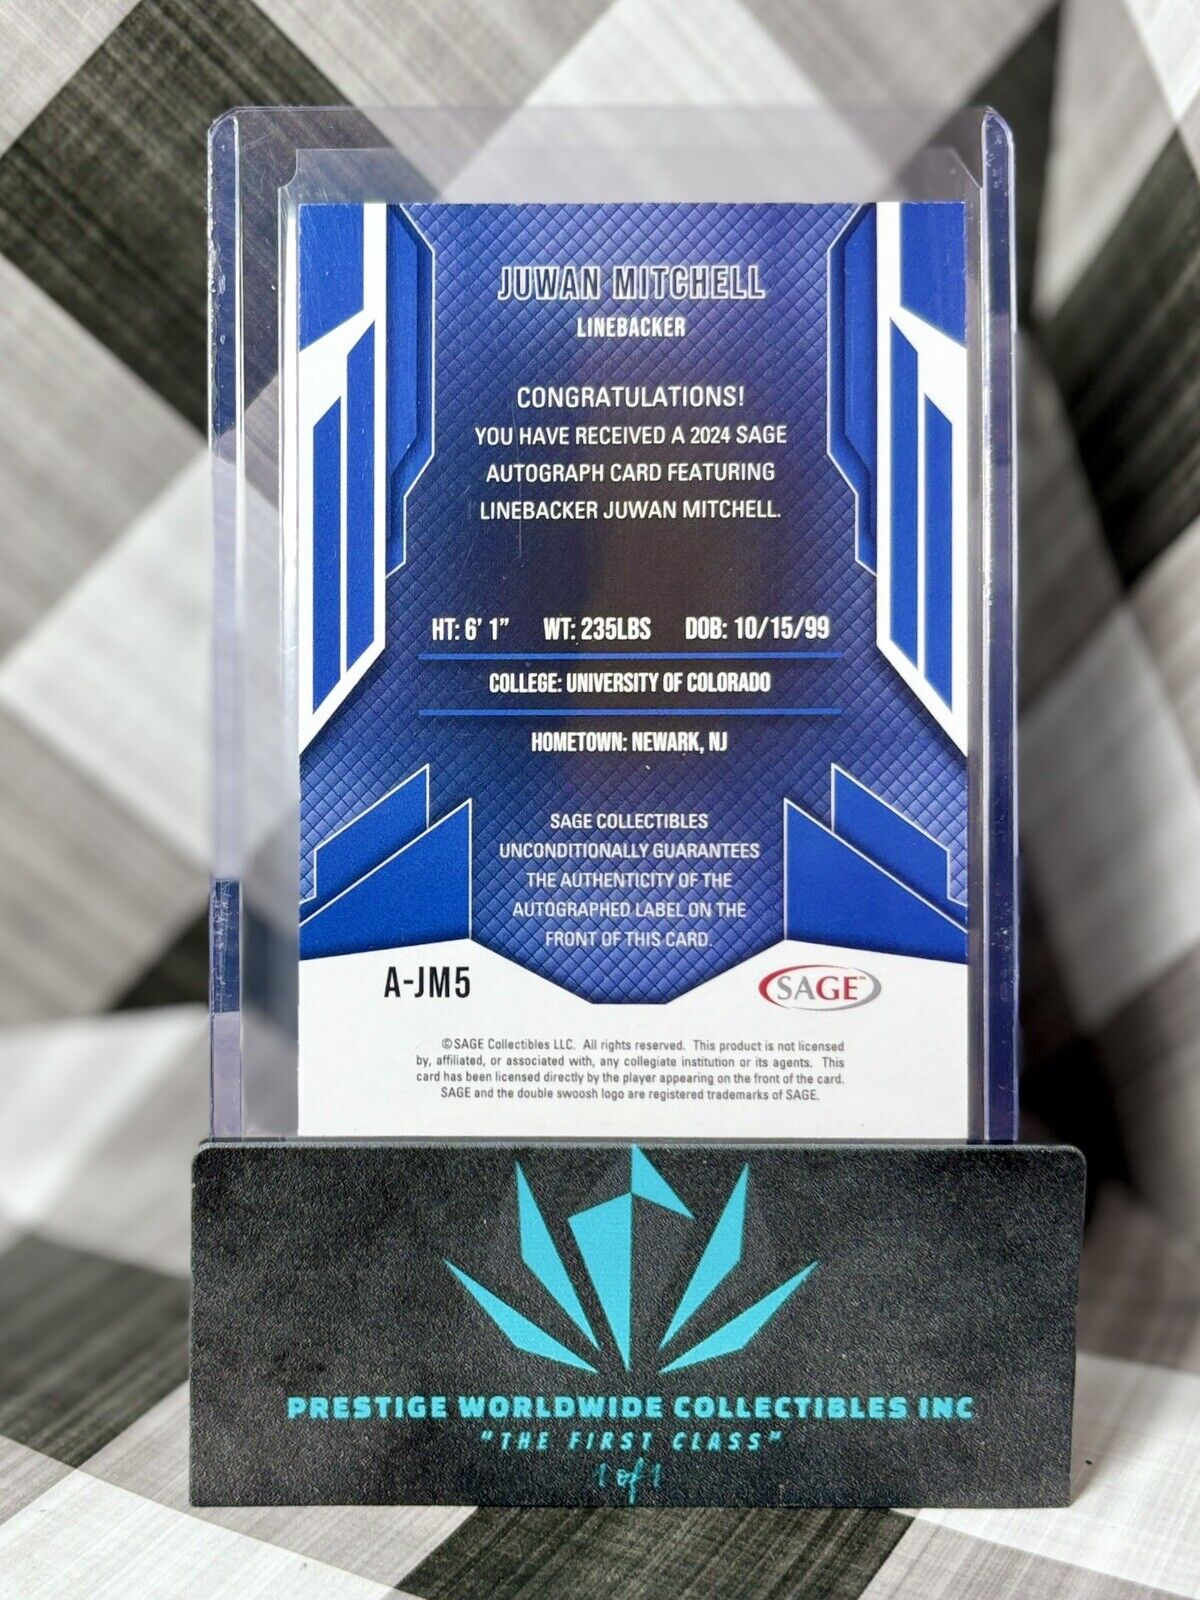 JUWAN MITCHELL
LINEBACKER
CONGRATULATIONS!
YOU HAVE RECEIVED A 2024 SAGE
AUTOGRAPH CARD FEATURING
LINEBACKER JUWAN MITCHELL.
HT: 6' 1" WT: 235LBS DOB: 10/15/99
COLLEGE: UNIVERSITY OF COLORADO
HOMETOWN: NEWARK, NJ
SAGE COLLECTIBLES
UNCONDITIONALLY GUARANTEES
THE AUTHENTICITY OF THE
AUTOGRAPHED LABEL ON THE
FRONT OF THIS CARD.
A-JM5
SAGE™
© SAGE Collectibles LLC. All rights reserved. This product is not licensed
by, affiliated, or associated with, any collegiate institution or its agents. This
card has been licensed directly by the player appearing on the front of the card.
SAGE and the double swoosh logo are registered trademarks of SAGE.
PRESTIGE WORLDWIDE COLLECTIBLES INC
"THE FIRST CLASS"
1 of 1